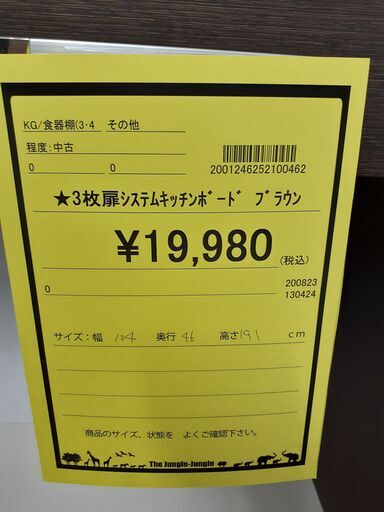 KG/食器棚(3･4 その他
程度:中古
0 0
2001246252100462
★3枚扉ｼｽﾃﾑｷｯﾁﾝﾎﾞｰﾄﾞ ﾌﾞﾗｳﾝ
¥19,980(税込)
0 200823
130424
サイズ:幅 104 奥行 46 高さ 191 cm
商品のサイズ、状態を よくご確認下さい。
The Jungle-Jungle